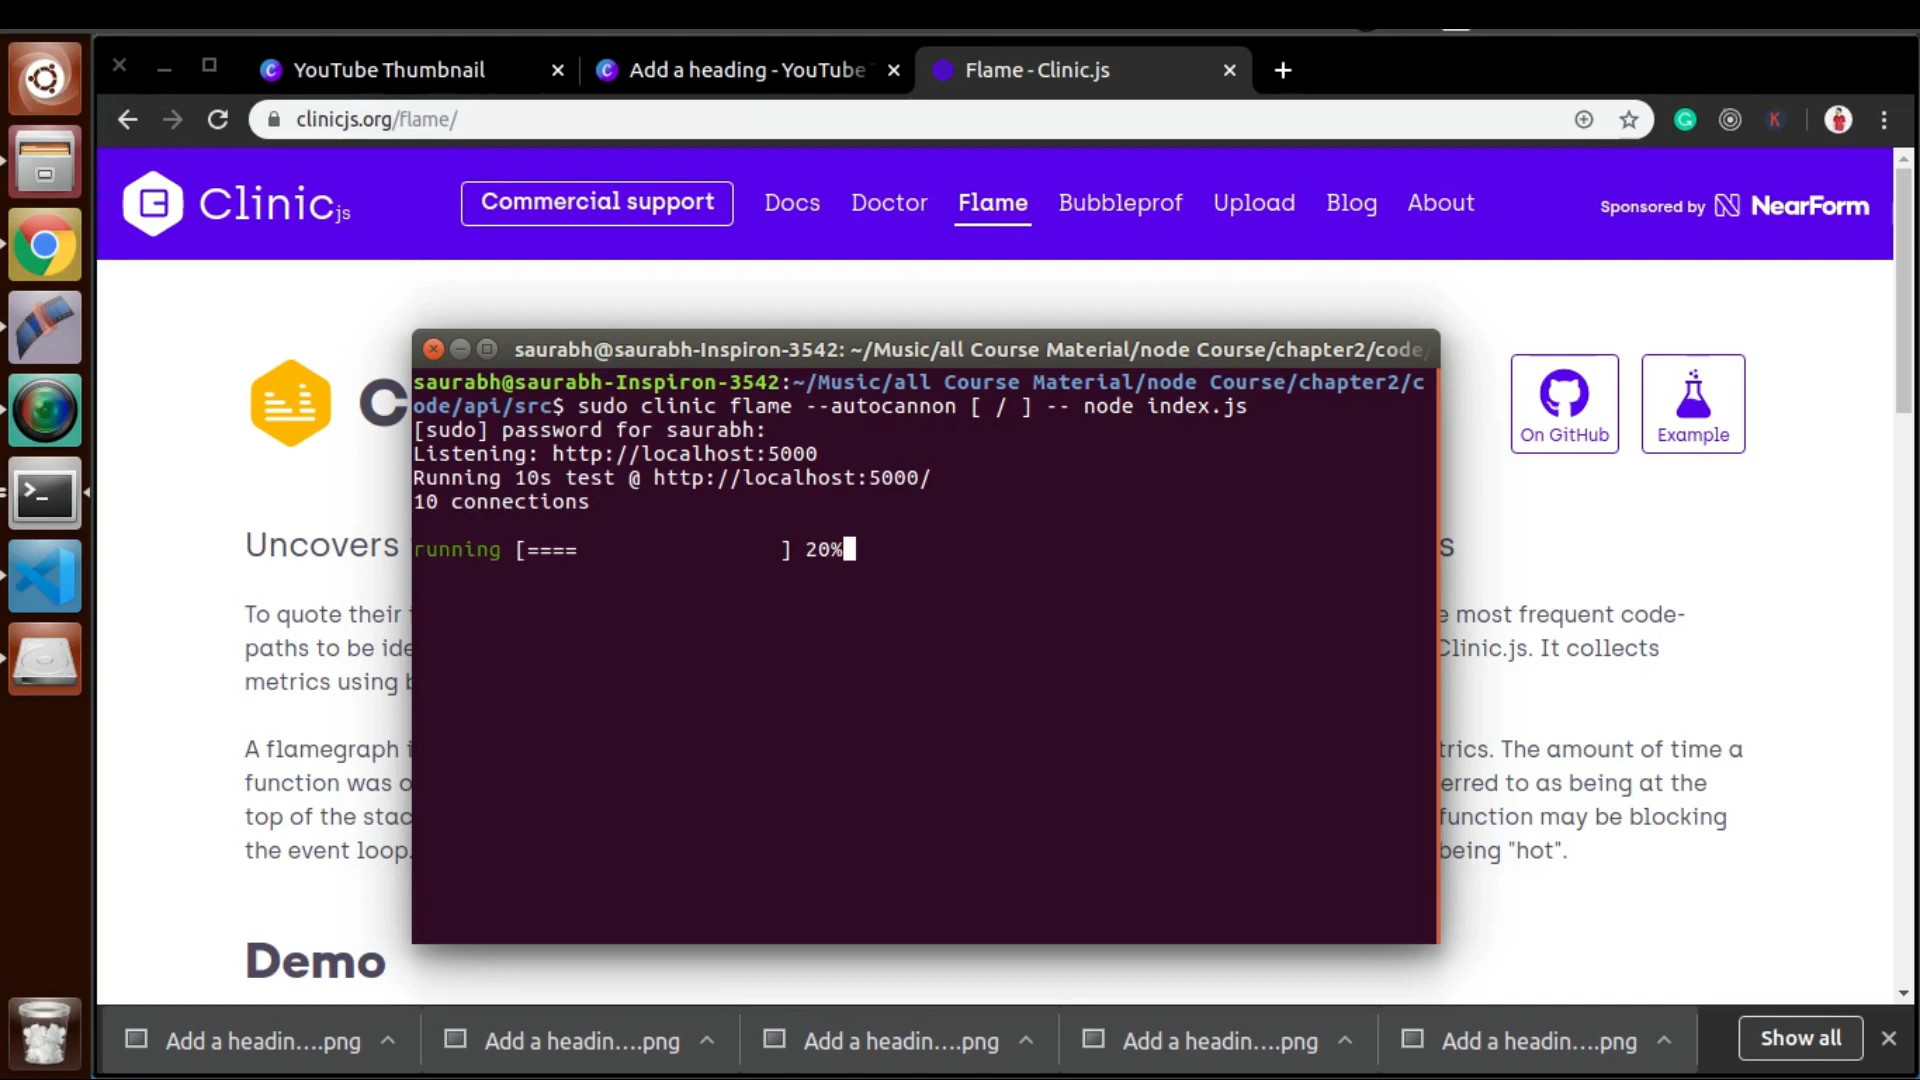 YouTube Thumbnail
Add a heading - YouTube
Flame - Clinic.js
clinicjs.org/flame/
Clinic.js
Commercial support
Docs
Doctor
Flame
Bubbleprof
Upload
Blog
About
Sponsored by NearForm
saurabh@saurabh-Inspiron-3542: ~/Music/all Course Material/node Course/chapter2/code/
saurabh@saurabh-Inspiron-3542:~/Music/all Course Material/node Course/chapter2/c
ode/api/src$ sudo clinic flame --autocannon [ / ] -- node index.js
[sudo] password for saurabh:
Listening: http://localhost:5000
Running 10s test @ http://localhost:5000/
10 connections
running [==== ] 20%
C
On GitHub
Example
Uncovers s
To quote their e most frequent code-
paths to be ide Clinic.js. It collects
metrics using b
A flamegraph i trics. The amount of time a
function was o erred to as being at the
top of the stac function may be blocking
the event loop. being "hot".
Demo
Add a headin....png
Add a headin....png
Add a headin....png
Add a headin....png
Add a headin....png
Show all